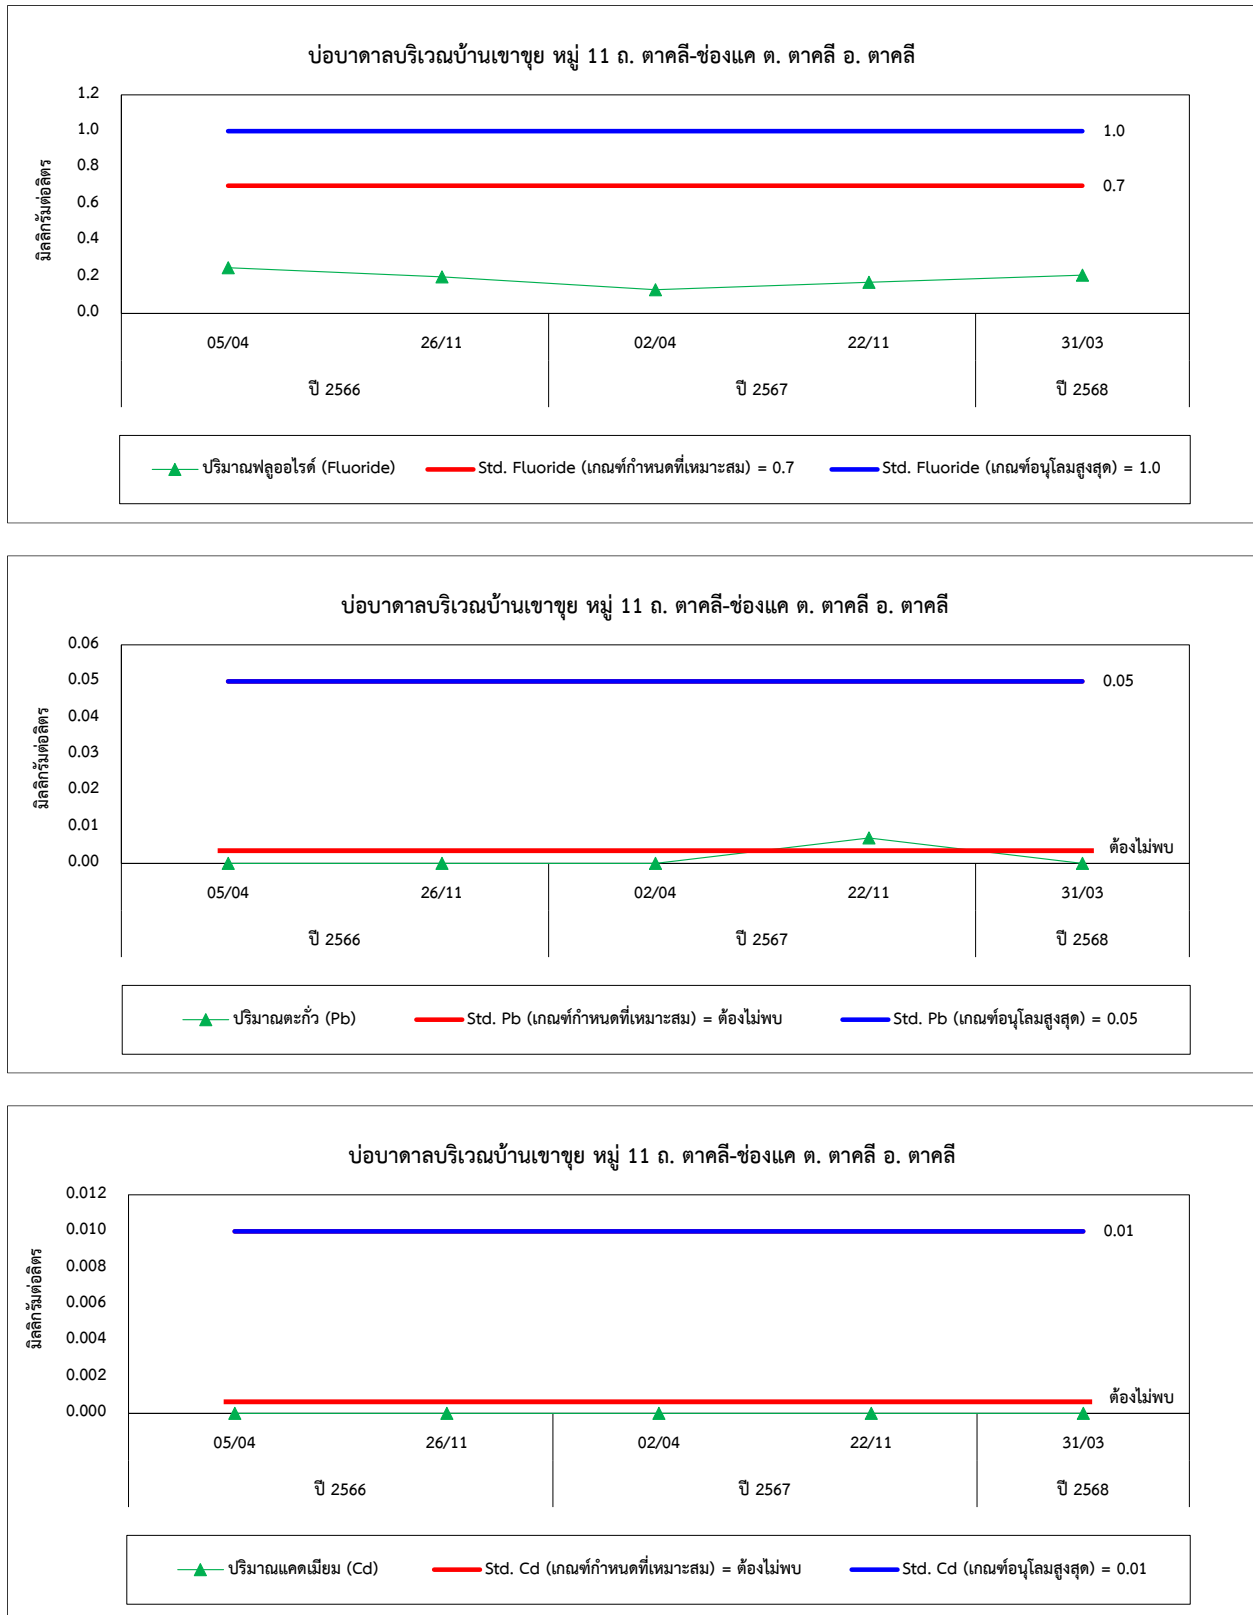 บ่อบาดาลบริเวณบ้านเขาขุย หมู่ 11 ถ. ตาคลี-ช่องแค ต. ตาคลี อ. ตาคลี
มิลลิกรัมต่อลิตร
1.2
1.0
0.8
0.6
0.4
0.2
0.0
1.0
0.7
05/04 26/11 02/04 22/11 31/03
ปี 2566 ปี 2567 ปี 2568
ปริมาณฟลูออไรด์ (Fluoride) Std. Fluoride (เกณฑ์กำหนดที่เหมาะสม) = 0.7 Std. Fluoride (เกณฑ์อนุโลมสูงสุด) = 1.0
บ่อบาดาลบริเวณบ้านเขาขุย หมู่ 11 ถ. ตาคลี-ช่องแค ต. ตาคลี อ. ตาคลี
มิลลิกรัมต่อลิตร
0.06
0.05
0.04
0.03
0.02
0.01
0.00
0.05
ต้องไม่พบ
05/04 26/11 02/04 22/11 31/03
ปี 2566 ปี 2567 ปี 2568
ปริมาณตะกั่ว (Pb) Std. Pb (เกณฑ์กำหนดที่เหมาะสม) = ต้องไม่พบ Std. Pb (เกณฑ์อนุโลมสูงสุด) = 0.05
บ่อบาดาลบริเวณบ้านเขาขุย หมู่ 11 ถ. ตาคลี-ช่องแค ต. ตาคลี อ. ตาคลี
มิลลิกรัมต่อลิตร
0.012
0.010
0.008
0.006
0.004
0.002
0.000
0.01
ต้องไม่พบ
05/04 26/11 02/04 22/11 31/03
ปี 2566 ปี 2567 ปี 2568
ปริมาณแคดเมียม (Cd) Std. Cd (เกณฑ์กำหนดที่เหมาะสม) = ต้องไม่พบ Std. Cd (เกณฑ์อนุโลมสูงสุด) = 0.01